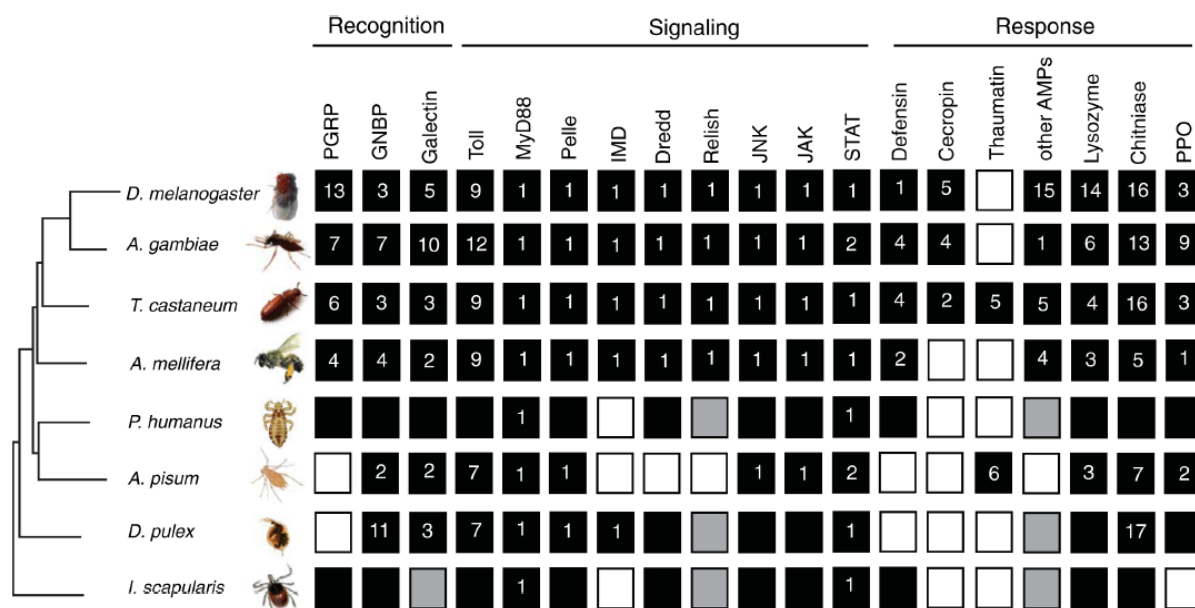 Recognition Signaling Response
PGRP GNBP Galectin Toll MyD88 Pelle IMD Dredd Relish JNK JAK STAT Defensin Cecropin Thaumatin other AMPs Lysozyme Chitniase PPO
D. melanogaster 13 3 5 9 1 1 1 1 1 1 1 1 1 5 15 14 16 3
A. gambiae 7 7 10 12 1 1 1 1 1 1 1 2 4 4 1 6 13 9
T. castaneum 6 3 3 9 1 1 1 1 1 1 1 1 4 2 5 5 4 16 3
A. mellifera 4 4 2 9 1 1 1 1 1 1 1 1 2 4 3 5 1
P. humanus 1 1
A. pisum 2 2 7 1 1 1 1 2 6 3 7 2
D. pulex 11 3 7 1 1 1 1 17
I. scapularis 1 1